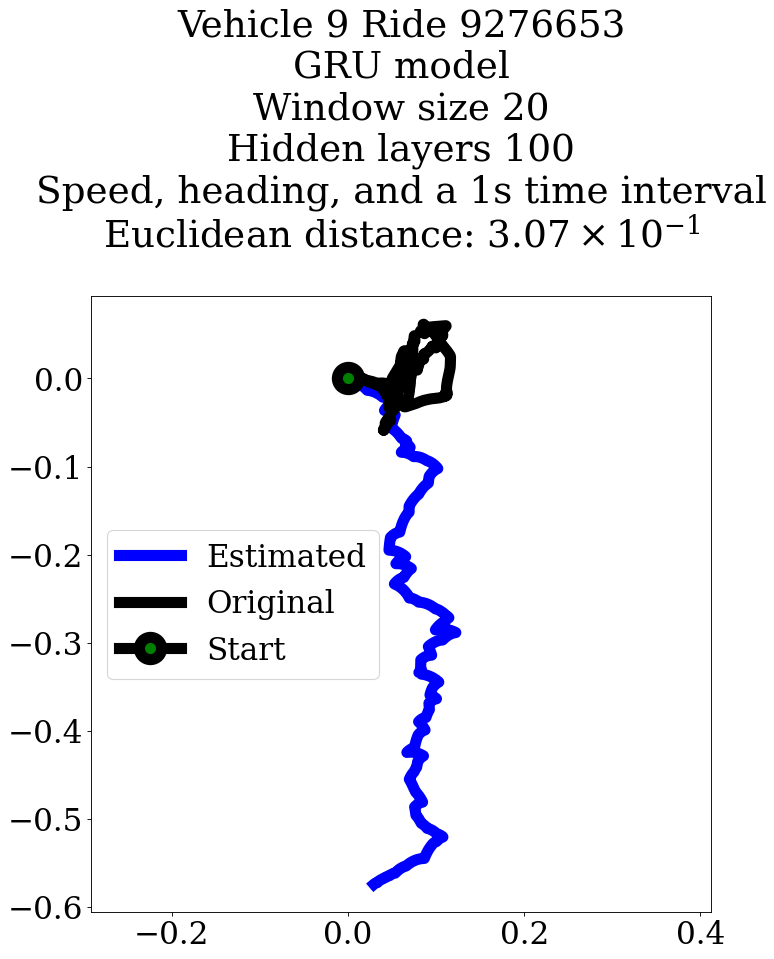 Vehicle 9 Ride 9276653
GRU model
Window size 20
Hidden layers 100
Speed, heading, and a 1s time interval
Euclidean distance: 3.07 × 10⁻¹
0.0
−0.1
−0.2
−0.3
−0.4
−0.5
−0.6
Estimated
Original
Start
−0.2 0.0 0.2 0.4